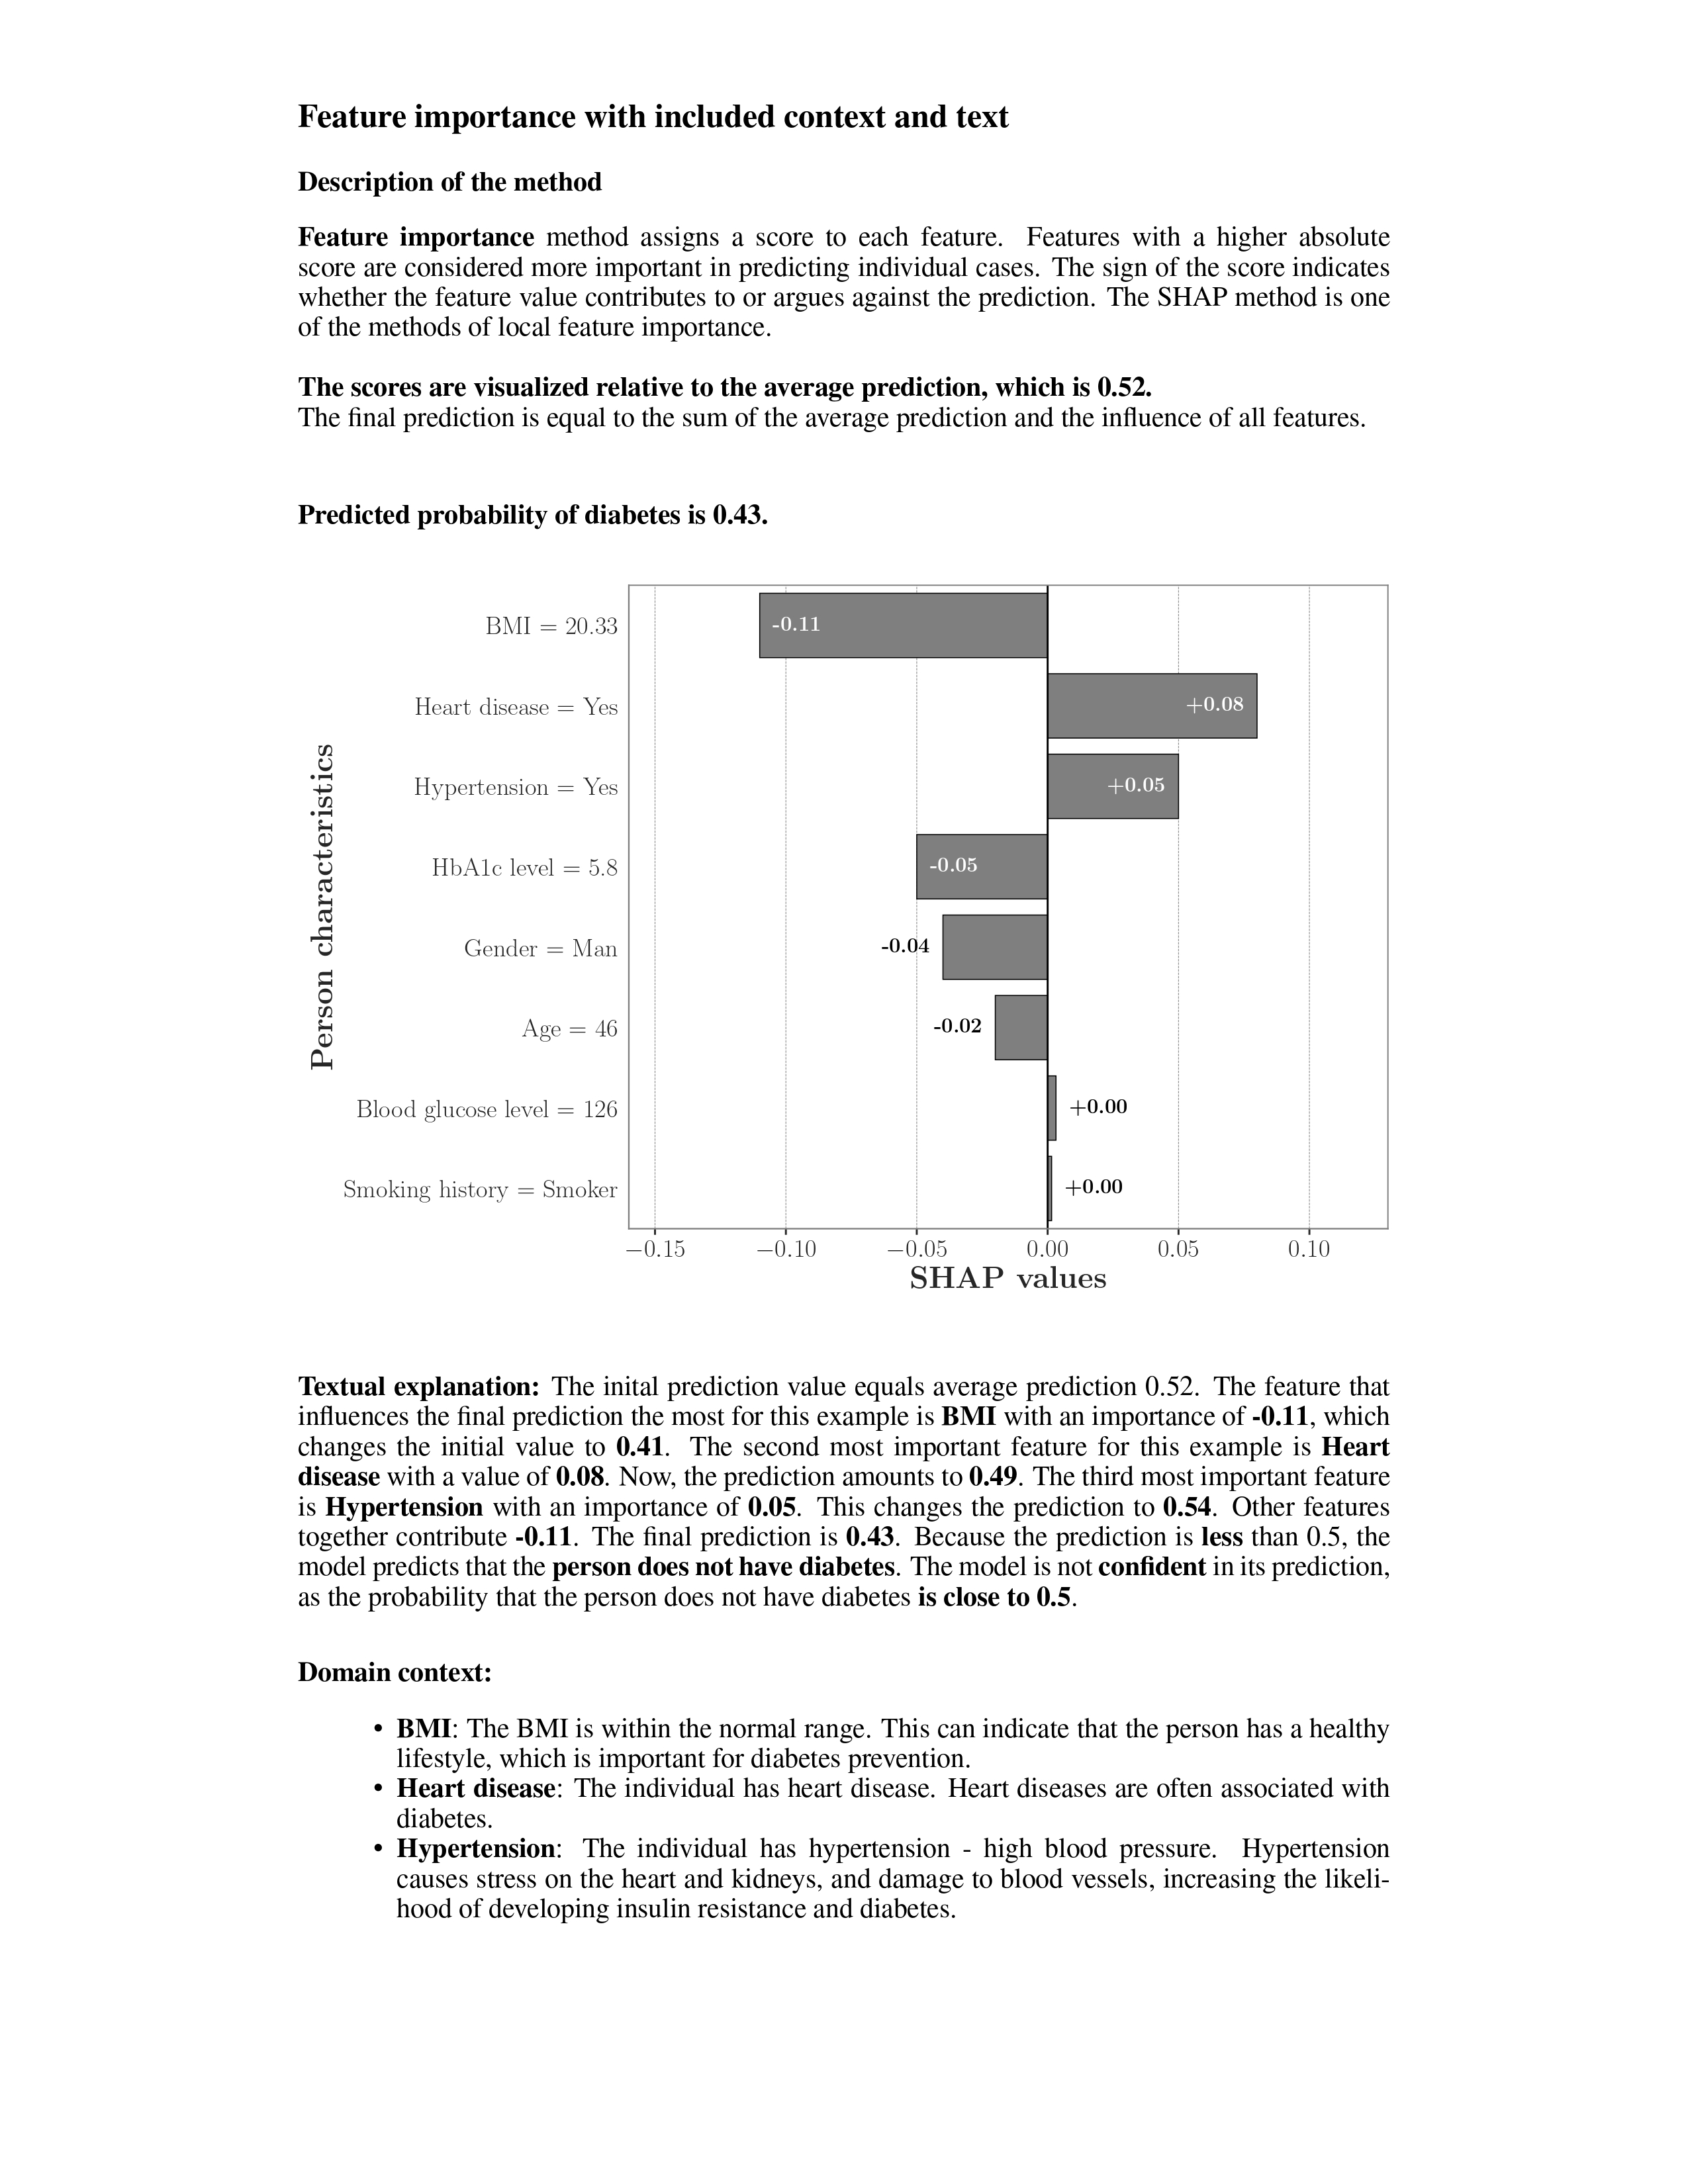 Feature importance with included context and text
Description of the method
Feature importance method assigns a score to each feature. Features with a higher absolute
score are considered more important in predicting individual cases. The sign of the score indicates
whether the feature value contributes to or argues against the prediction. The SHAP method is one
of the methods of local feature importance.
The scores are visualized relative to the average prediction, which is 0.52.
The final prediction is equal to the sum of the average prediction and the influence of all features.
Predicted probability of diabetes is 0.43.
Person characteristics
BMI = 20.33
-0.11
Heart disease = Yes
+0.08
Hypertension = Yes
+0.05
HbA1c level = 5.8
-0.05
Gender = Man
-0.04
Age = 46
-0.02
Blood glucose level = 126
+0.00
Smoking history = Smoker
+0.00
−0.15 −0.10 −0.05 0.00 0.05 0.10
SHAP values
Textual explanation: The inital prediction value equals average prediction 0.52. The feature that
influences the final prediction the most for this example is BMI with an importance of -0.11, which
changes the initial value to 0.41. The second most important feature for this example is Heart
disease with a value of 0.08. Now, the prediction amounts to 0.49. The third most important feature
is Hypertension with an importance of 0.05. This changes the prediction to 0.54. Other features
together contribute -0.11. The final prediction is 0.43. Because the prediction is less than 0.5, the
model predicts that the person does not have diabetes. The model is not confident in its prediction,
as the probability that the person does not have diabetes is close to 0.5.
Domain context:
• BMI: The BMI is within the normal range. This can indicate that the person has a healthy
lifestyle, which is important for diabetes prevention.
• Heart disease: The individual has heart disease. Heart diseases are often associated with
diabetes.
• Hypertension: The individual has hypertension - high blood pressure. Hypertension
causes stress on the heart and kidneys, and damage to blood vessels, increasing the likeli-
hood of developing insulin resistance and diabetes.